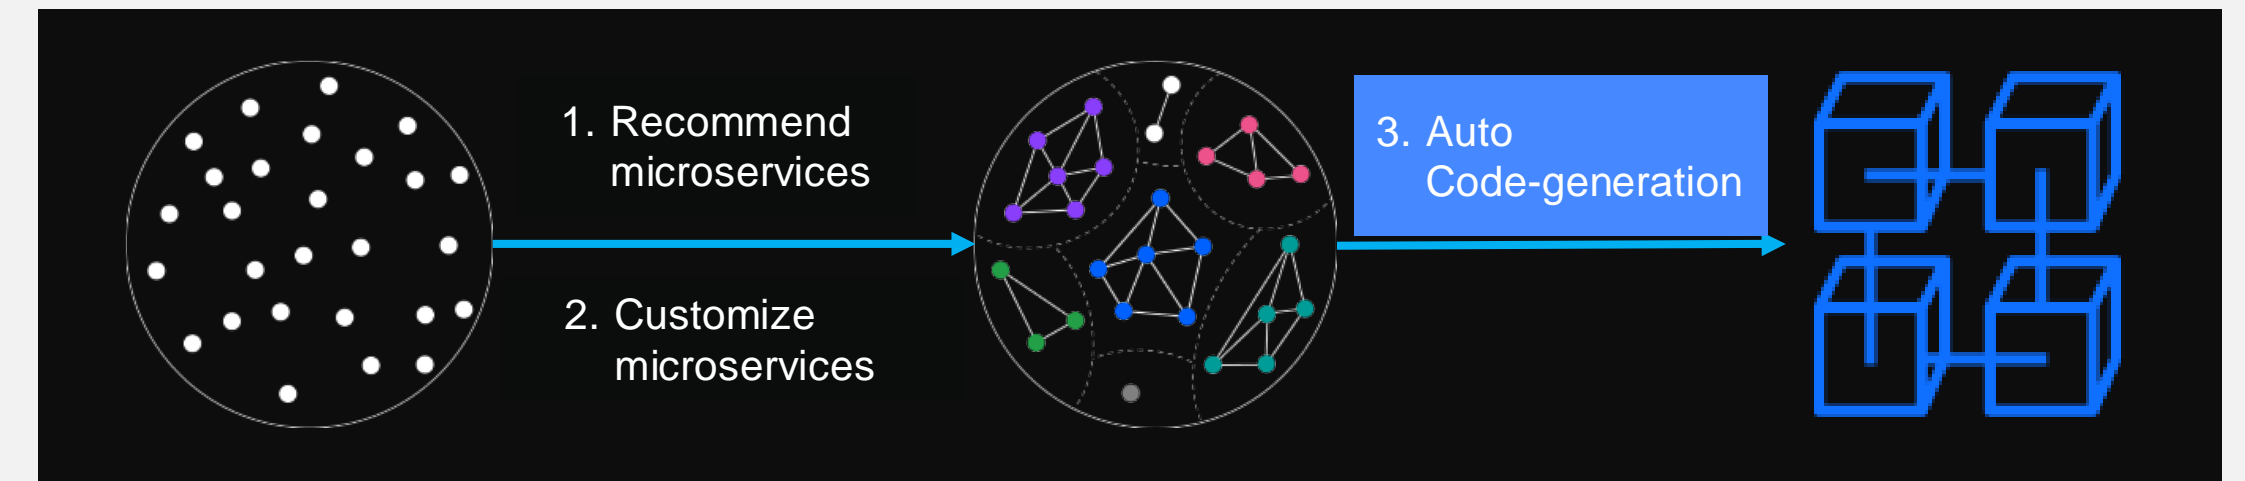 1. Recommend
microservices
2. Customize
microservices
3. Auto
Code-generation